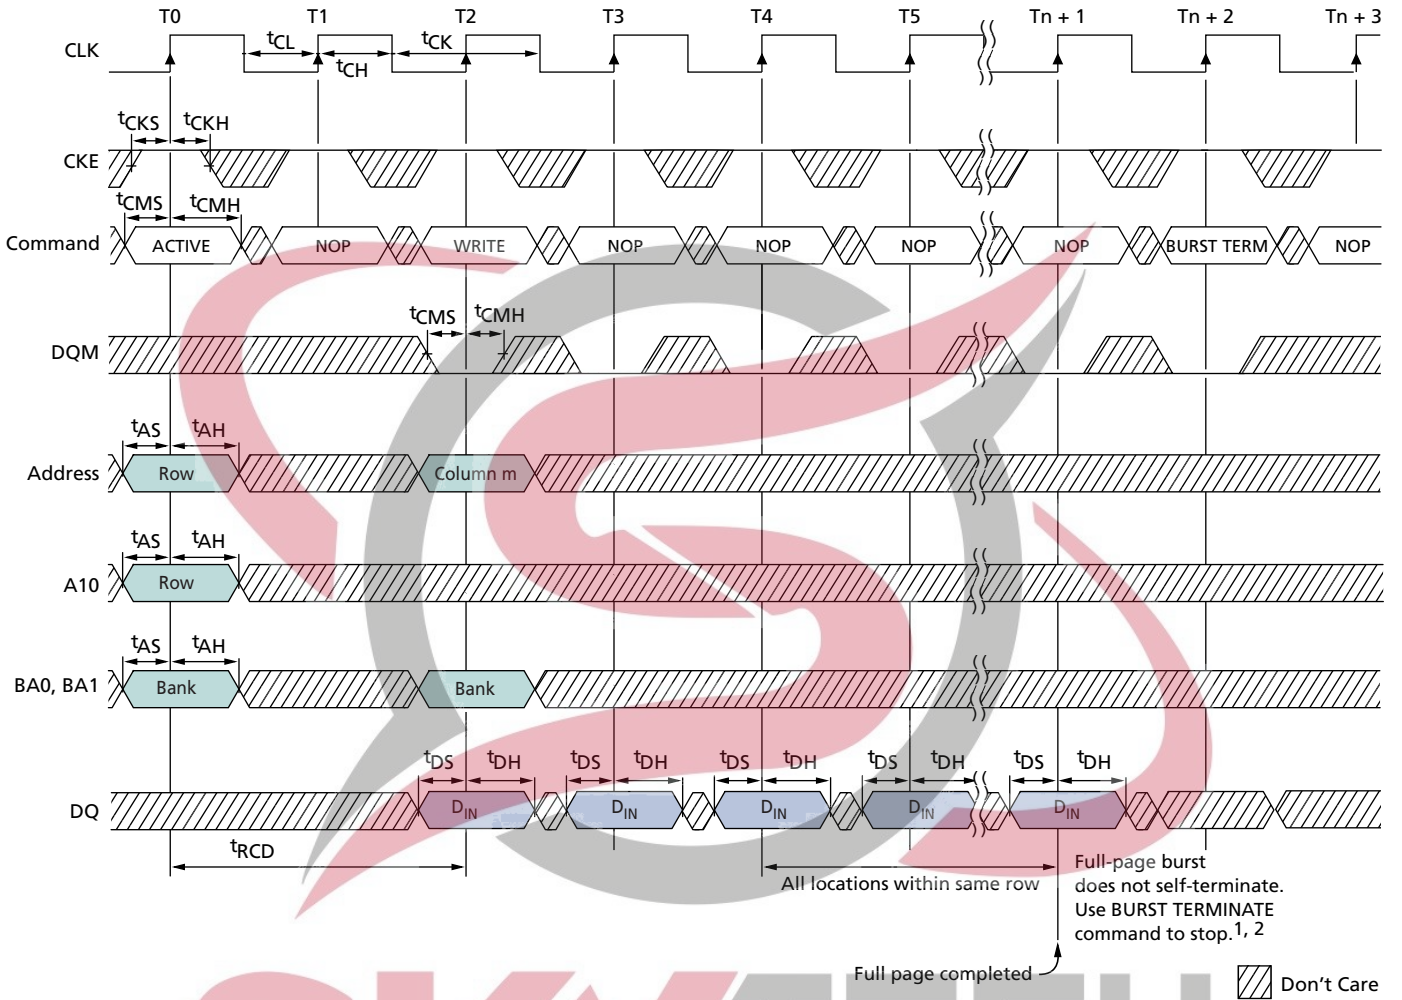 T0 T1 T2 T3 T4 T5 Tn + 1 Tn + 2 Tn + 3
CLK
tCL tCK
tCH
tCKS tCKH
CKE
tCMS tCMH
Command ACTIVE NOP WRITE NOP NOP NOP NOP BURST TERM NOP
tCMS tCMH
DQM
tAS tAH
Address Row Column m
tAS tAH
A10 Row
tAS tAH
BA0, BA1 Bank Bank
tDS tDH tDS tDH tDS tDH tDS tDH tDS tDH
DQ DIN DIN DIN DIN DIN
tRCD
All locations within same row
Full-page burst
does not self-terminate.
Use BURST TERMINATE
command to stop.1, 2
Full page completed
Don't Care